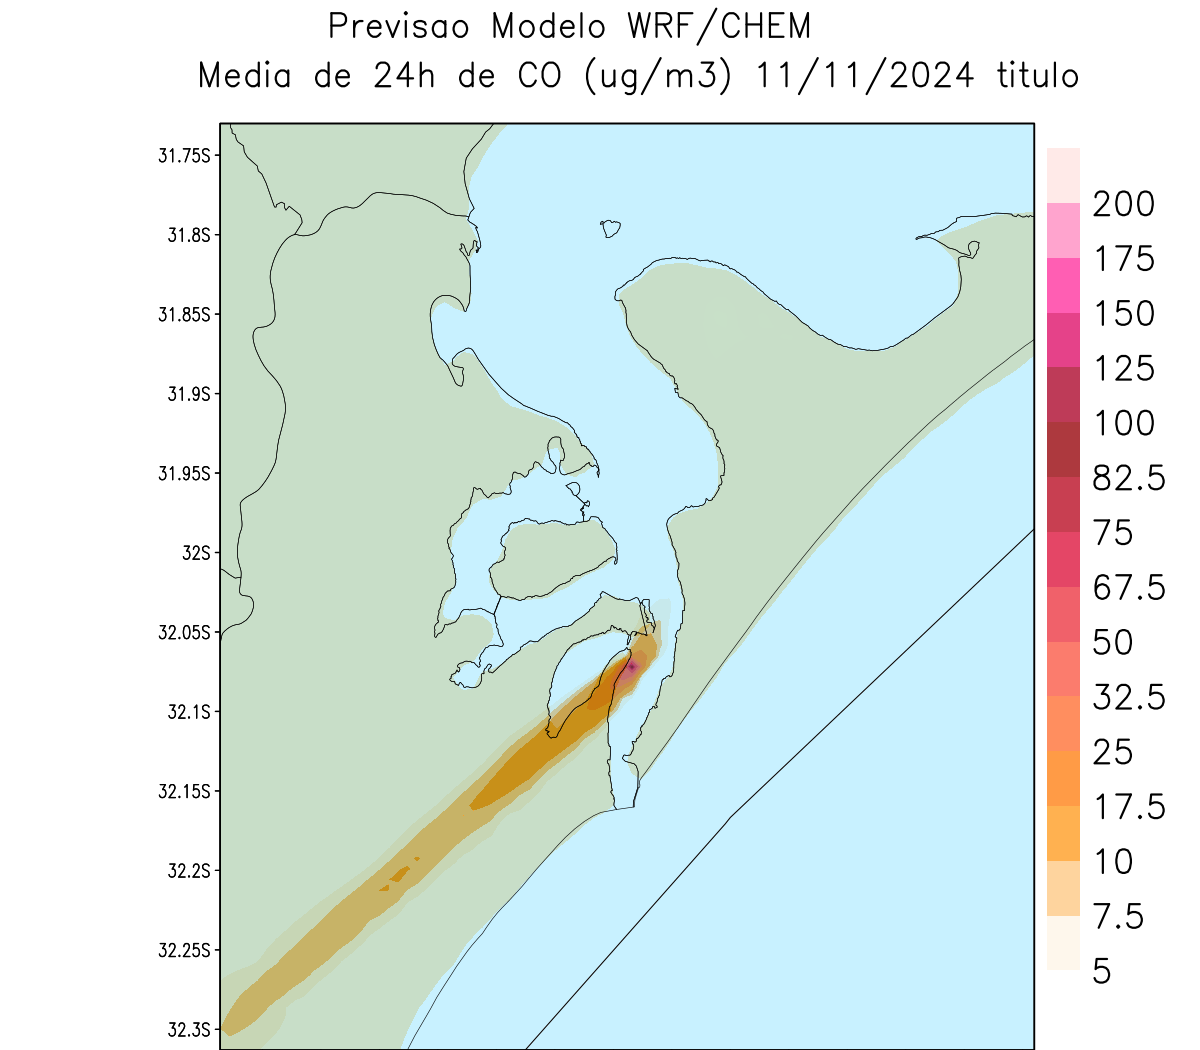 Previsao Modelo WRF/CHEM
Media de 24h de CO (ug/m3) 11/11/2024 titulo
31.75S
31.8S
31.85S
31.9S
31.95S
32S
32.05S
32.1S
32.15S
32.2S
32.25S
32.3S
200
175
150
125
100
82.5
75
67.5
50
32.5
25
17.5
10
7.5
5